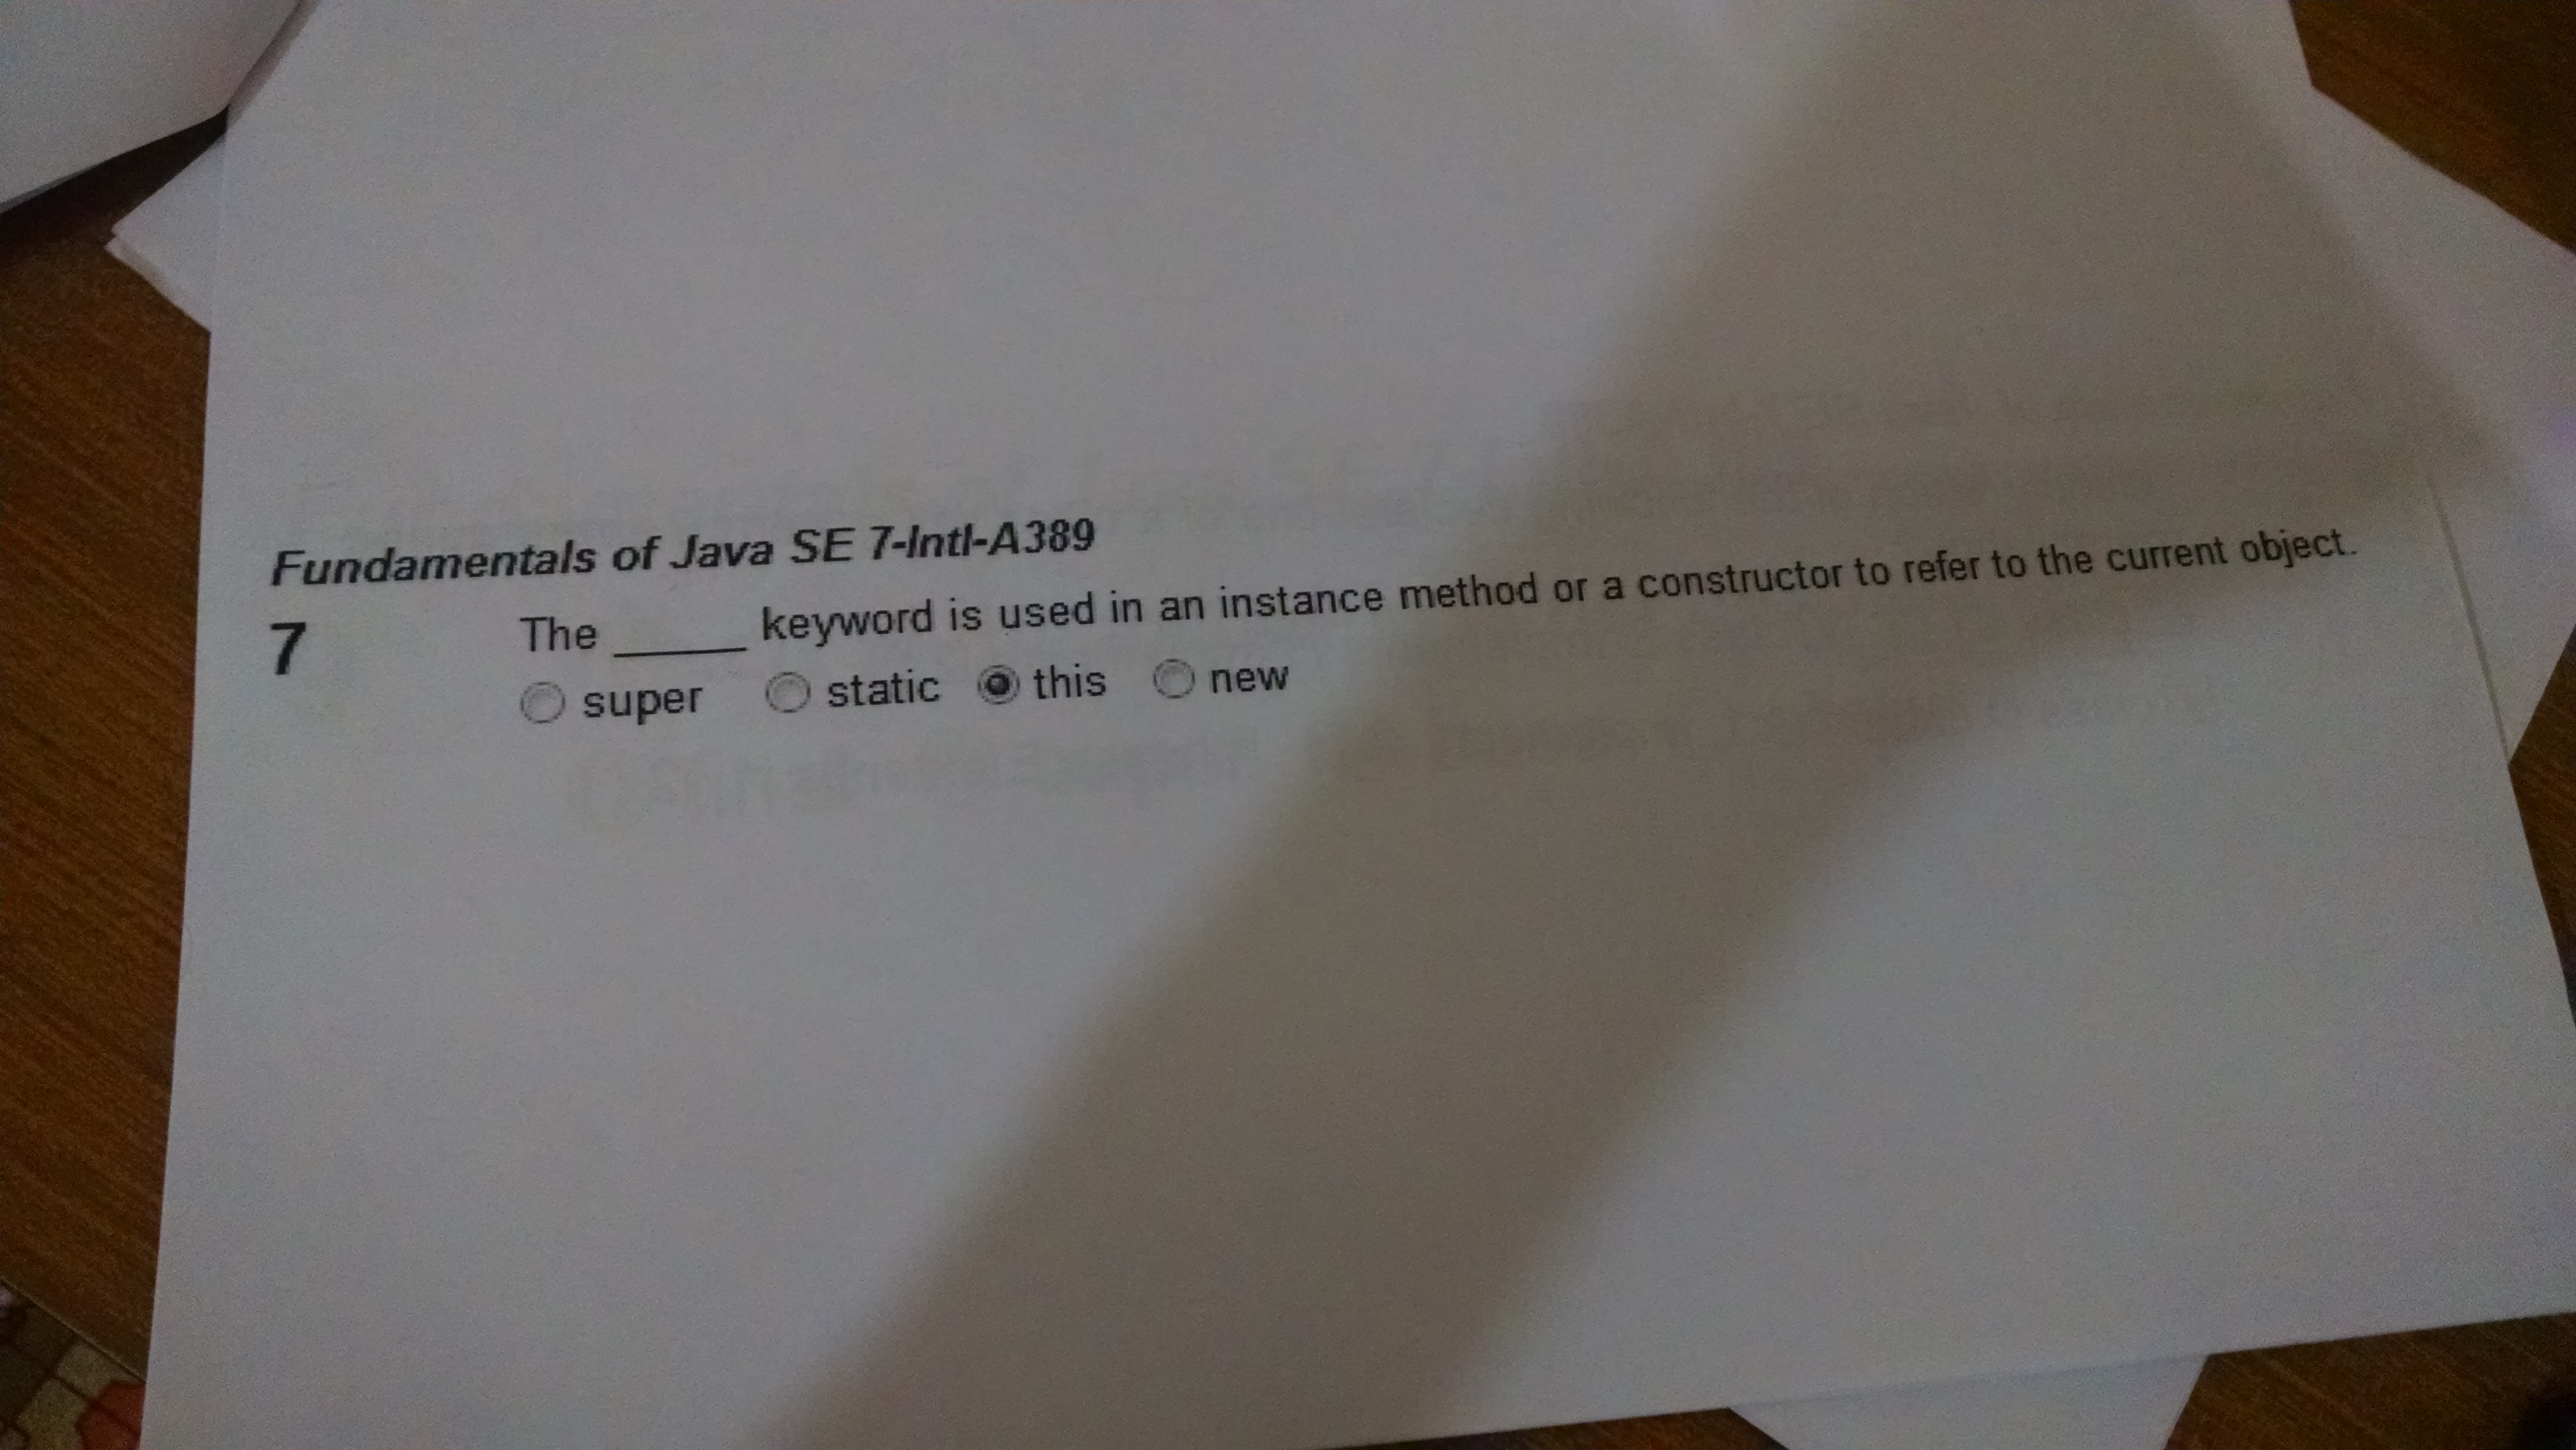 Fundamentals of Java SE 7-Intl-A389
7 The _____ keyword is used in an instance method or a constructor to refer to the current object.
super static this new